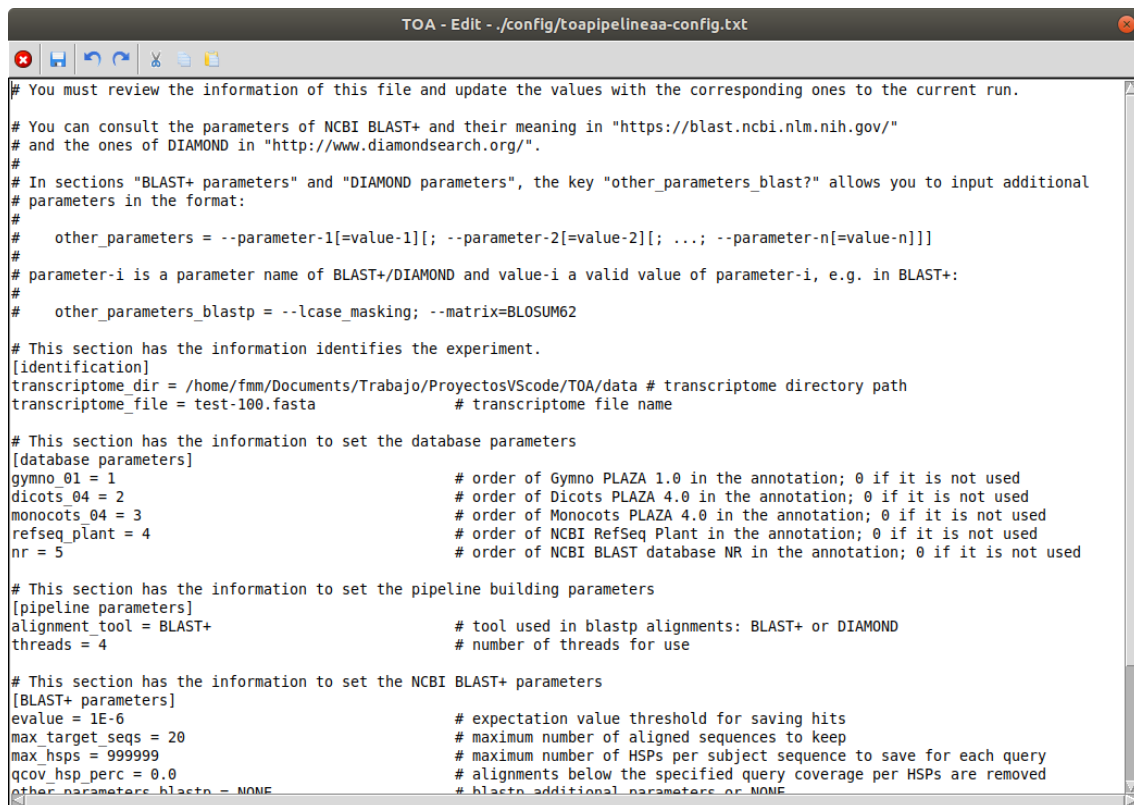 TOA - Edit - ./config/toapipelineaa-config.txt
# You must review the information of this file and update the values with the corresponding ones to the current run.
# You can consult the parameters of NCBI BLAST+ and their meaning in "https://blast.ncbi.nlm.nih.gov/"
# and the ones of DIAMOND in "http://www.diamondsearch.org/".
#
# In sections "BLAST+ parameters" and "DIAMOND parameters", the key "other_parameters_blast?" allows you to input additional
# parameters in the format:
#
#    other_parameters = --parameter-1[=value-1][; --parameter-2[=value-2][; ...; --parameter-n[=value-n]]]
#
# parameter-i is a parameter name of BLAST+/DIAMOND and value-i a valid value of parameter-i, e.g. in BLAST+:
#
#    other_parameters_blastp = --lcase_masking; --matrix=BLOSUM62
# This section has the information identifies the experiment.
[identification]
transcriptome_dir = /home/fmm/Documents/Trabajo/ProyectosVScode/TOA/data # transcriptome directory path
transcriptome_file = test-100.fasta # transcriptome file name
# This section has the information to set the database parameters
[database parameters]
gymno_01 = 1 # order of Gymno PLAZA 1.0 in the annotation; 0 if it is not used
dicots_04 = 2 # order of Dicots PLAZA 4.0 in the annotation; 0 if it is not used
monocots_04 = 3 # order of Monocots PLAZA 4.0 in the annotation; 0 if it is not used
refseq_plant = 4 # order of NCBI RefSeq Plant in the annotation; 0 if it is not used
nr = 5 # order of NCBI BLAST database NR in the annotation; 0 if it is not used
# This section has the information to set the pipeline building parameters
[pipeline parameters]
alignment_tool = BLAST+ # tool used in blastp alignments: BLAST+ or DIAMOND
threads = 4 # number of threads for use
# This section has the information to set the NCBI BLAST+ parameters
[BLAST+ parameters]
evalue = 1E-6 # expectation value threshold for saving hits
max_target_seqs = 20 # maximum number of aligned sequences to keep
max_hsps = 999999 # maximum number of HSPs per subject sequence to save for each query
qcov_hsp_perc = 0.0 # alignments below the specified query coverage per HSPs are removed
other_parameters_blastp = NONE # blastp additional parameters or NONE